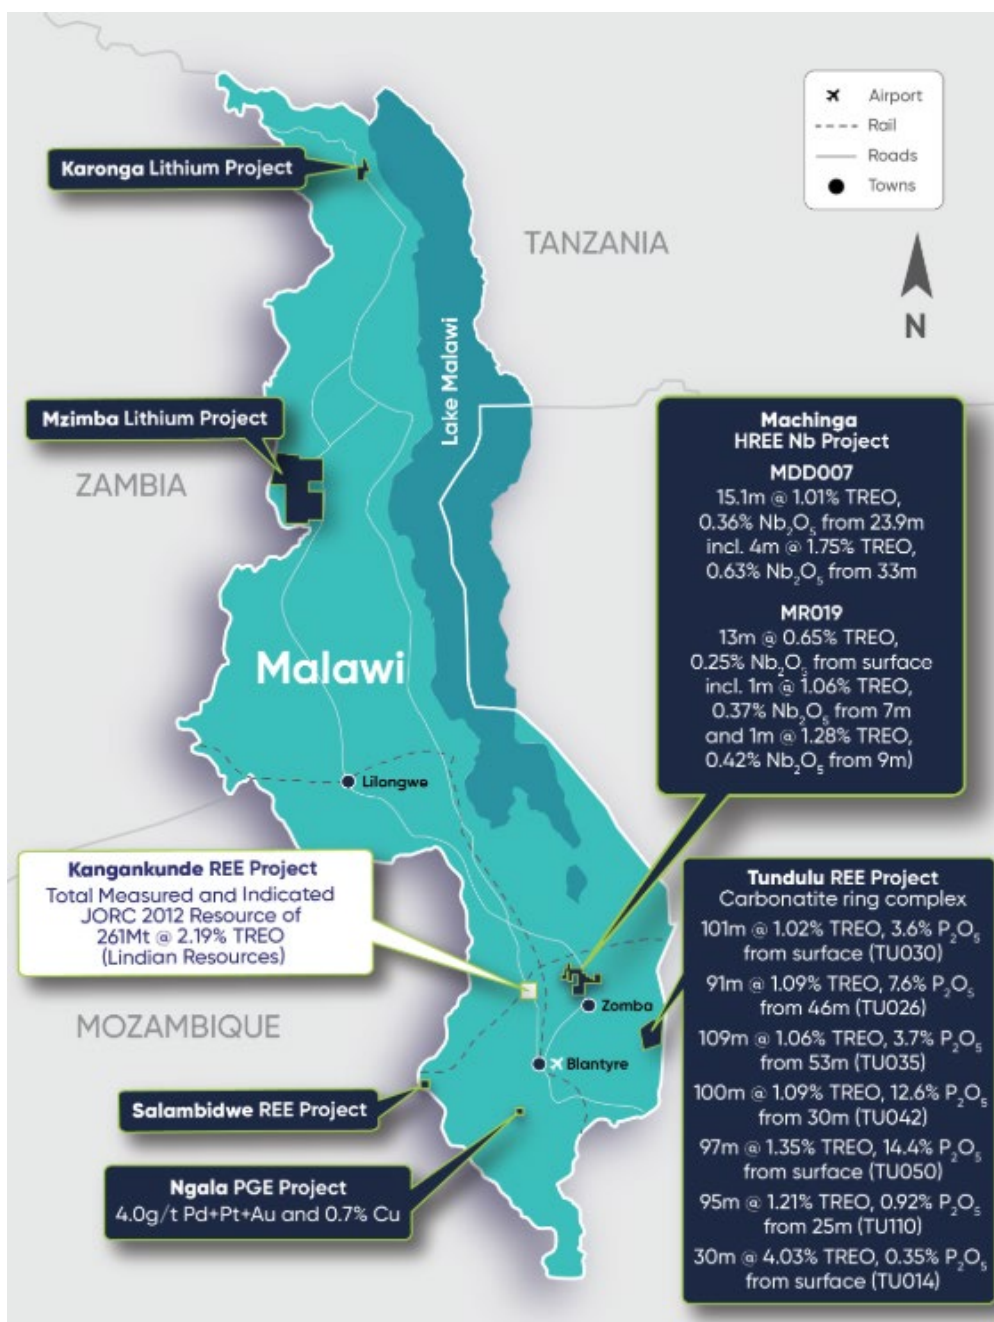 Airport
Rail
Roads
Towns
N
Karonga Lithium Project
TANZANIA
Lake Malawi
Mzimba Lithium Project
ZAMBIA
Machinga
HREE Nb Project
MDD007
15.1m @ 1.01% TREO,
0.36% Nb₂O₅ from 23.9m
incl. 4m @ 1.75% TREO,
0.63% Nb₂O₅ from 33m
MR019
13m @ 0.65% TREO,
0.25% Nb₂O₅ from surface
incl. 1m @ 1.06% TREO,
0.37% Nb₂O₅ from 7m
and 1m @ 1.28% TREO,
0.42% Nb₂O₅ from 9m)
Malawi
Lilongwe
Kangankunde REE Project
Total Measured and Indicated
JORC 2012 Resource of
261Mt @ 2.19% TREO
(Lindian Resources)
Tundulu REE Project
Carbonatite ring complex
101m @ 1.02% TREO, 3.6% P₂O₅
from surface (TU030)
91m @ 1.09% TREO, 7.6% P₂O₅
from 46m (TU026)
109m @ 1.06% TREO, 3.7% P₂O₅
from 53m (TU035)
100m @ 1.09% TREO, 12.6% P₂O₅
from 30m (TU042)
97m @ 1.35% TREO, 14.4% P₂O₅
from surface (TU050)
95m @ 1.21% TREO, 0.92% P₂O₅
from 25m (TU110)
30m @ 4.03% TREO, 0.35% P₂O₅
from surface (TU014)
MOZAMBIQUE
Zomba
Blantyre
Salambidwe REE Project
Ngala PGE Project
4.0g/t Pd+Pt+Au and 0.7% Cu